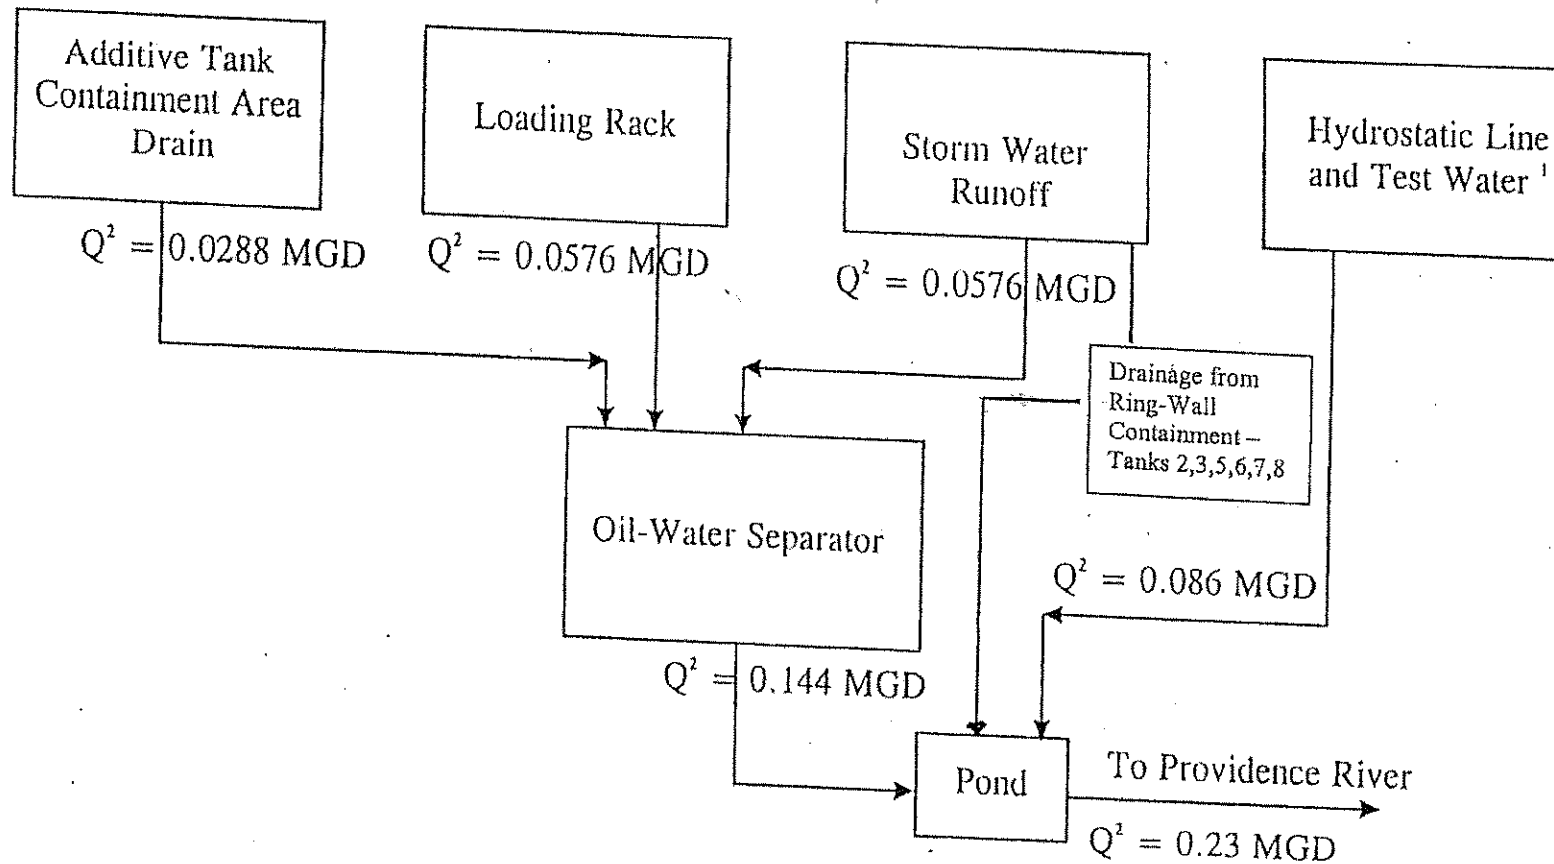 Additive Tank
Containment Area
Drain
Loading Rack
Storm Water
Runoff
Hydrostatic Line
and Test Water ¹
Q² = 0.0288 MGD
Q² = 0.0576 MGD
Q² = 0.0576 MGD
Drainage from
Ring-Wall
Containment –
Tanks 2,3,5,6,7,8
Oil-Water Separator
Q² = 0.086 MGD
Q² = 0.144 MGD
Pond
To Providence River
Q² = 0.23 MGD